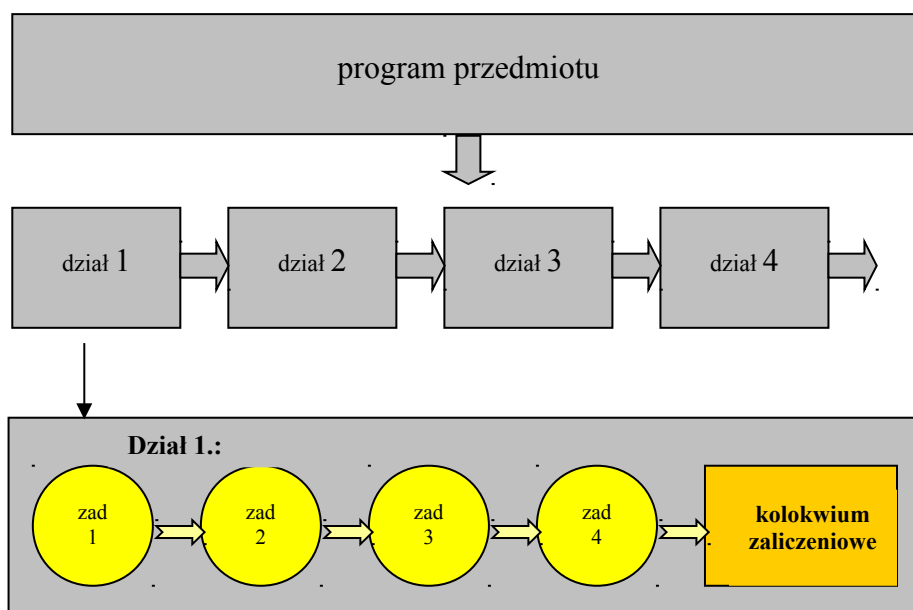 program przedmiotu
dział 1
dział 2
dział 3
dział 4
Dział 1.:
zad
1
zad
2
zad
3
zad
4
kolokwium
zaliczeniowe